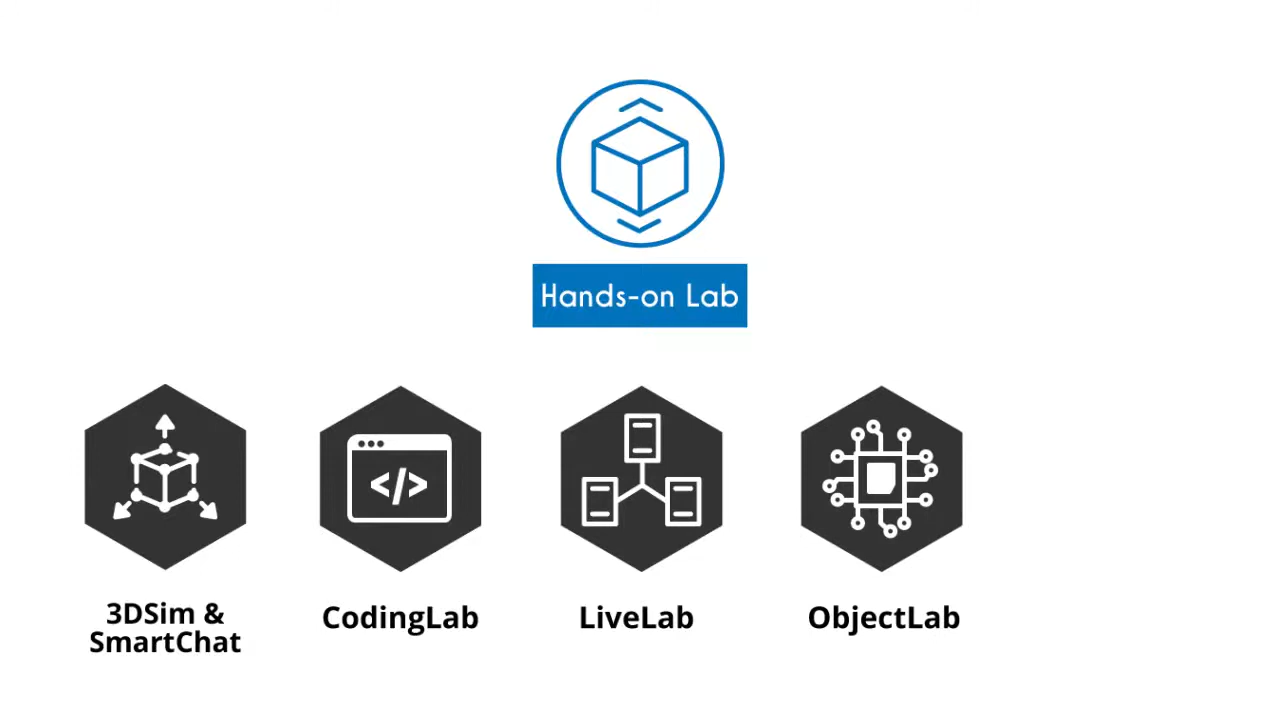 Hands-on Lab
</>
3DSim &
SmartChat
CodingLab
LiveLab
ObjectLab